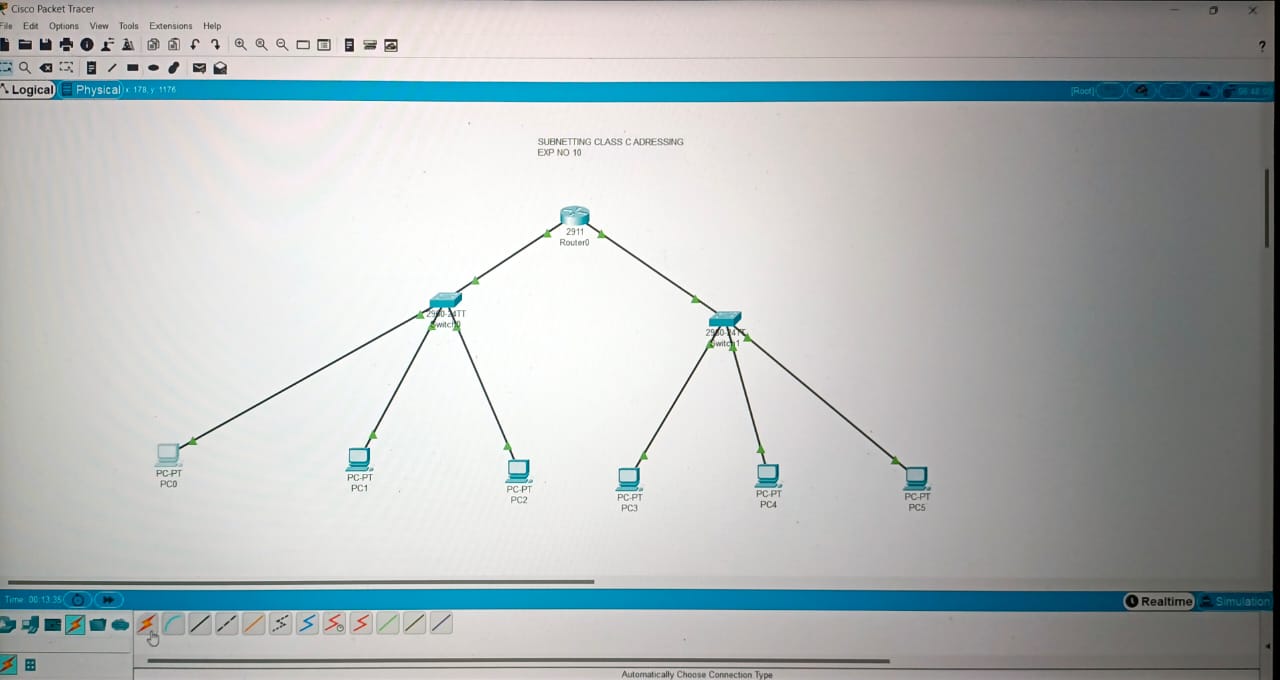 Cisco Packet Tracer
File Edit Options View Tools Extensions Help
?
Logical Physical x: 178, y: 1176 [Root]
SUBNETTING CLASS C ADRESSING
EXP NO 10
2911
Router0
2960-24TT
Switch0
2960-24TT
Switch1
PC-PT
PC0
PC-PT
PC1
PC-PT
PC2
PC-PT
PC3
PC-PT
PC4
PC-PT
PC5
Time: 00:13:35 Realtime Simulation
Automatically Choose Connection Type